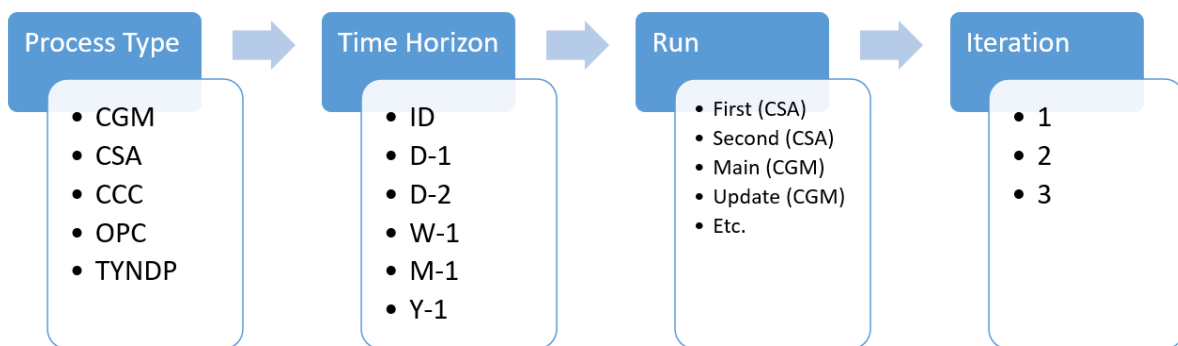 Process Type
• CGM
• CSA
• CCC
• OPC
• TYNDP
Time Horizon
• ID
• D-1
• D-2
• W-1
• M-1
• Y-1
Run
• First (CSA)
• Second (CSA)
• Main (CGM)
• Update (CGM)
• Etc.
Iteration
• 1
• 2
• 3